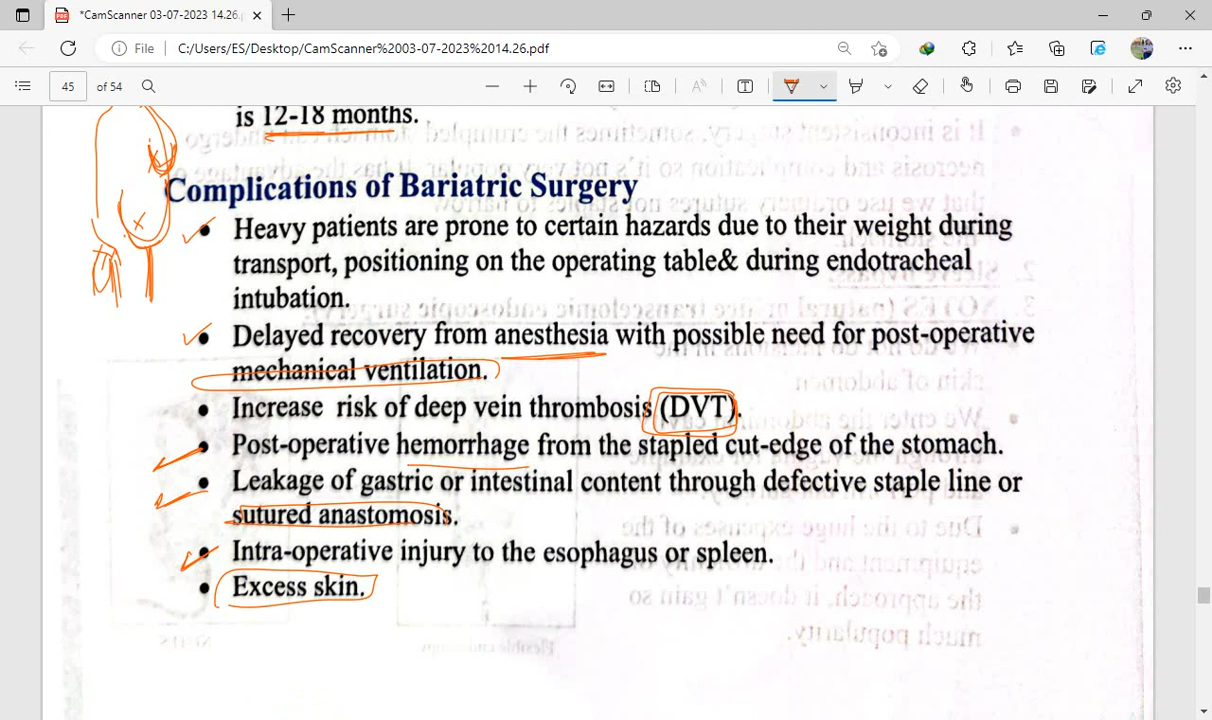 *CamScanner 03-07-2023 14.26.
File C:/Users/ES/Desktop/CamScanner%2003-07-2023%2014.26.pdf
45 of 54
is 12-18 months.
Complications of Bariatric Surgery
• Heavy patients are prone to certain hazards due to their weight during
transport, positioning on the operating table& during endotracheal
intubation.
• Delayed recovery from anesthesia with possible need for post-operative
mechanical ventilation.
• Increase risk of deep vein thrombosis (DVT).
• Post-operative hemorrhage from the stapled cut-edge of the stomach.
• Leakage of gastric or intestinal content through defective staple line or
sutured anastomosis.
• Intra-operative injury to the esophagus or spleen.
• Excess skin.